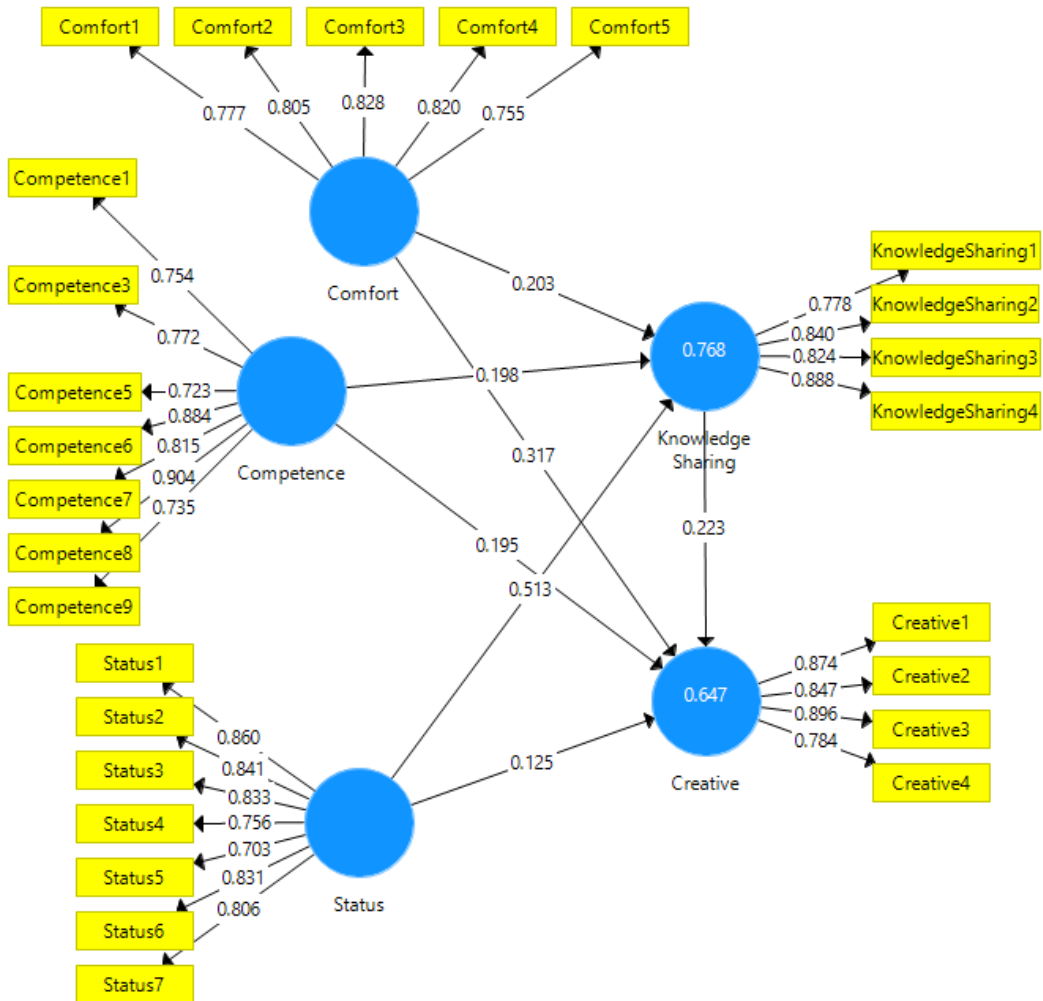 Comfort1 Comfort2 Comfort3 Comfort4 Comfort5
0.777 0.805 0.828 0.820 0.755
Comfort
Competence1
Competence3
Competence5
Competence6
Competence7
Competence8
Competence9
0.754
0.772
0.723
0.884
0.815
0.904
0.735
Competence
0.203
0.198
0.317
0.195
0.513
0.125
0.223
0.768
Knowledge
Sharing
0.778
0.840
0.824
0.888
KnowledgeSharing1
KnowledgeSharing2
KnowledgeSharing3
KnowledgeSharing4
Status1
Status2
Status3
Status4
Status5
Status6
Status7
0.860
0.841
0.833
0.756
0.703
0.831
0.806
Status
0.647
Creative
0.874
0.847
0.896
0.784
Creative1
Creative2
Creative3
Creative4